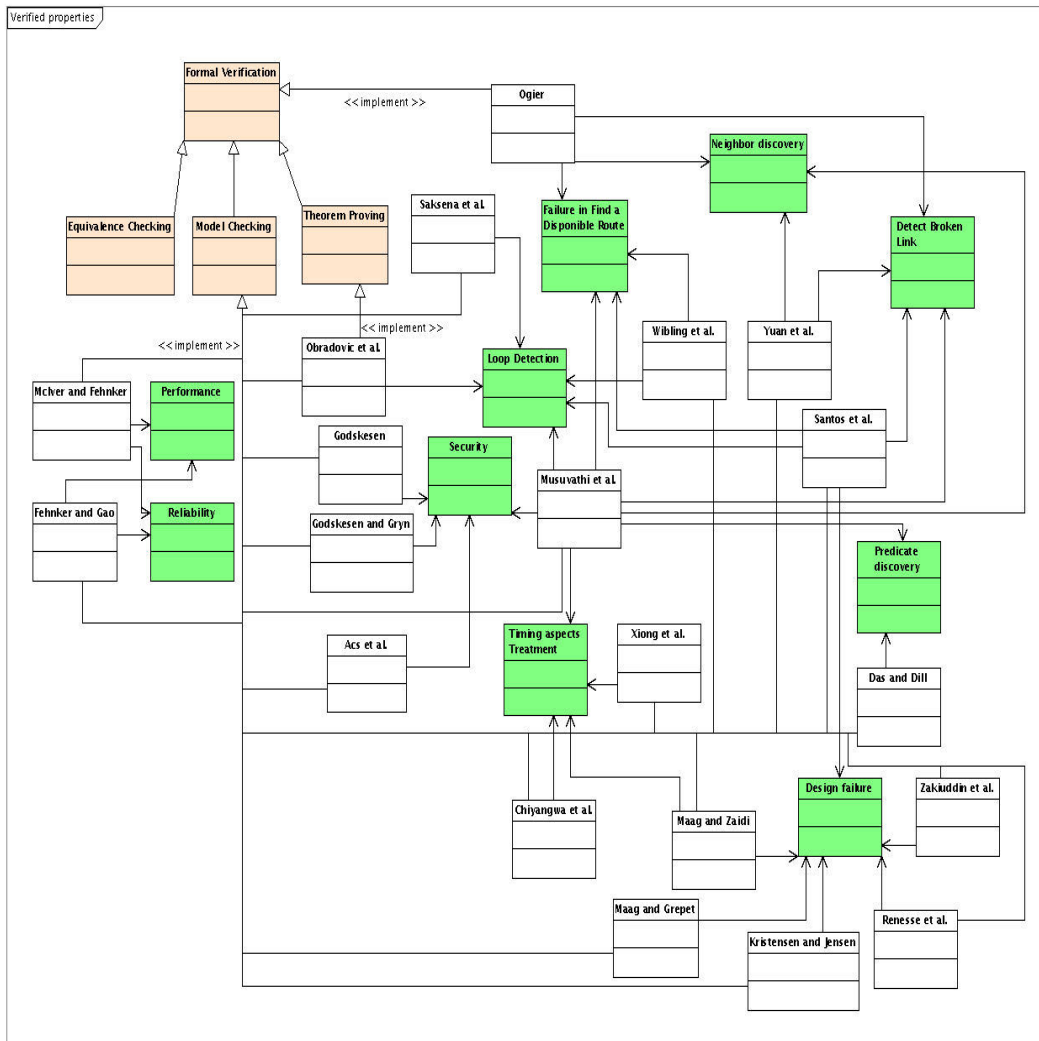 Verified properties
Formal Verification
<< implement >>
Ogier
Neighbor discovery
Saksena et al.
Failure in Find a
Disponible Route
Equivalence Checking
Model Checking
Theorem Proving
Detect Broken
Link
<< implement >>
<< implement >>
Obradovic et al.
Wibling et al.
Yuan et al.
Loop Detection
McIver and Fehnker
Performance
Santos et al.
Godskesen
Security
Musuvathi et al.
Fehnker and Gao
Reliability
Godskesen and Gryn
Predicate
discovery
Acs et al.
Timing aspects
Treatment
Xiong et al.
Das and Dill
Design failure
Zakiuddin et al.
Chiyangwa et al.
Maag and Zaidi
Maag and Grepet
Renesse et al.
Kristensen and Jensen